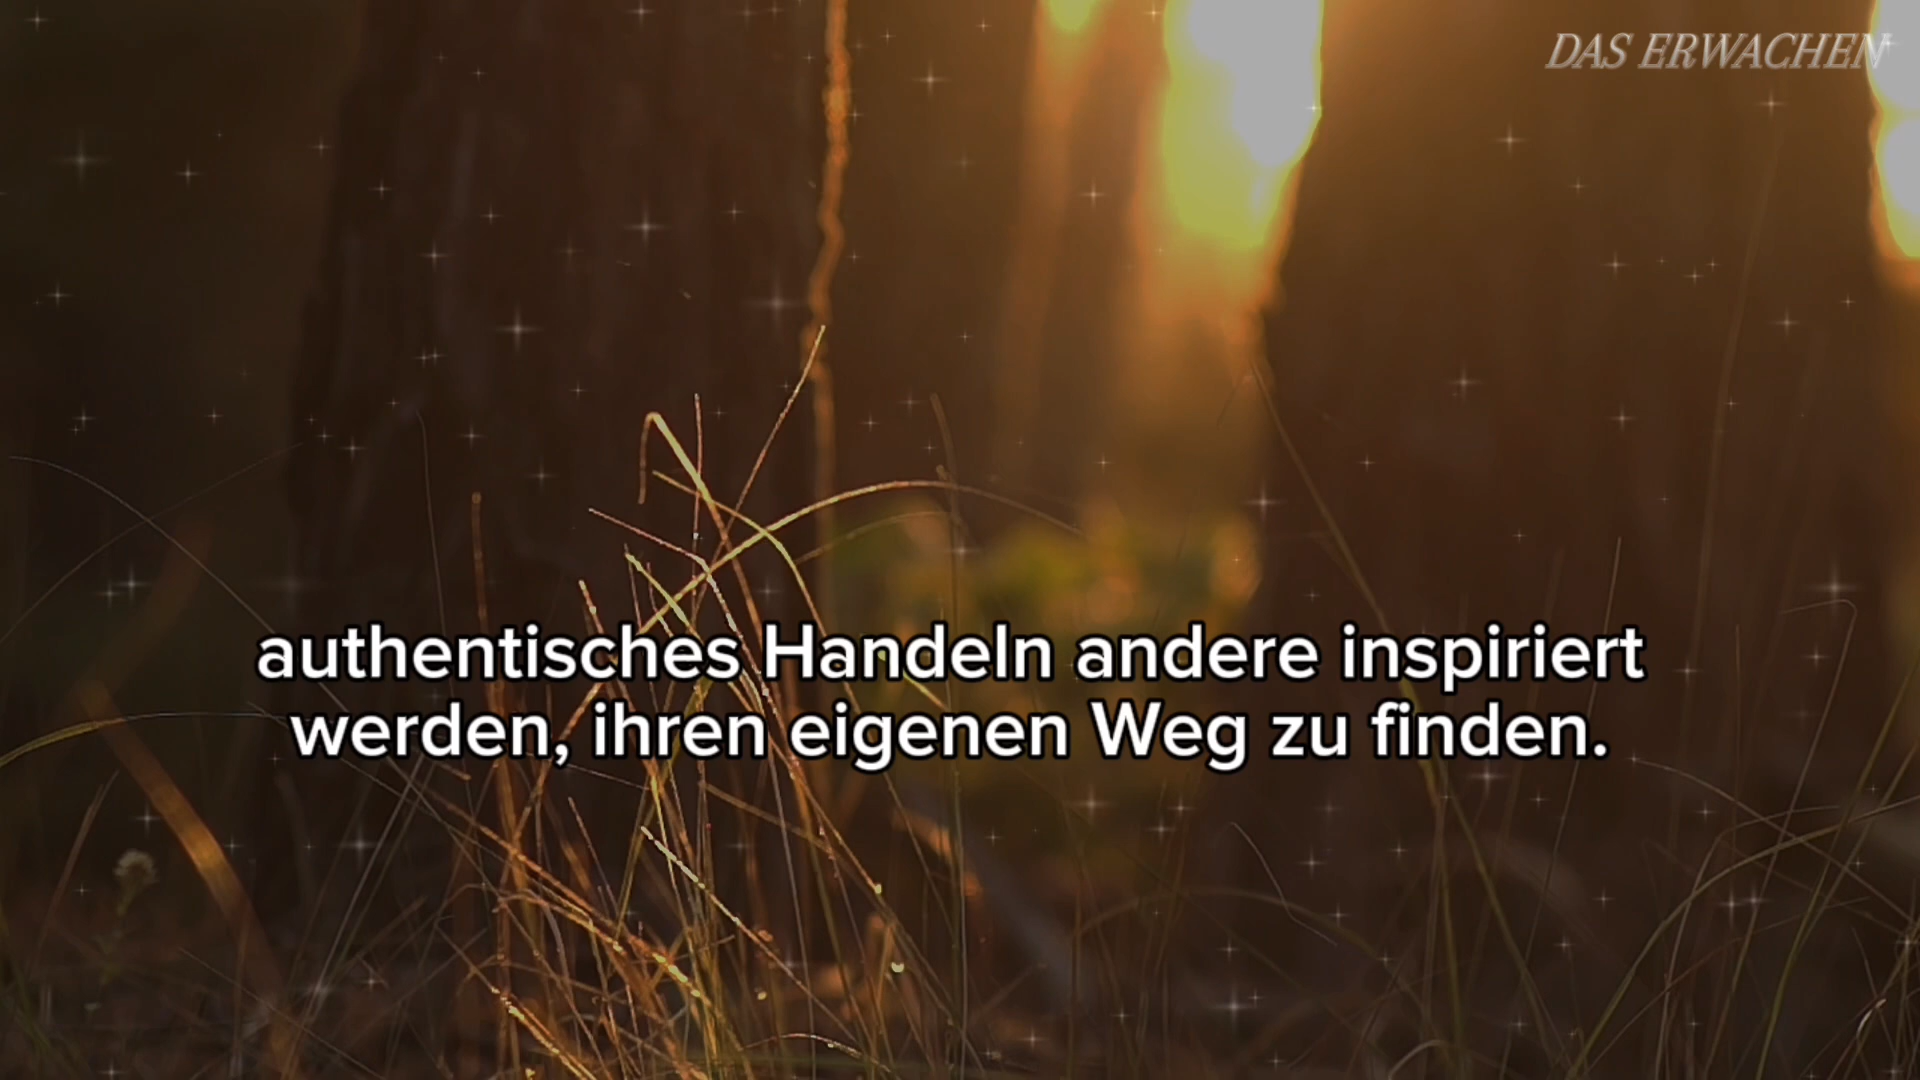 DAS ERWACHEN
authentisches Handeln andere inspiriert
werden, ihren eigenen Weg zu finden.